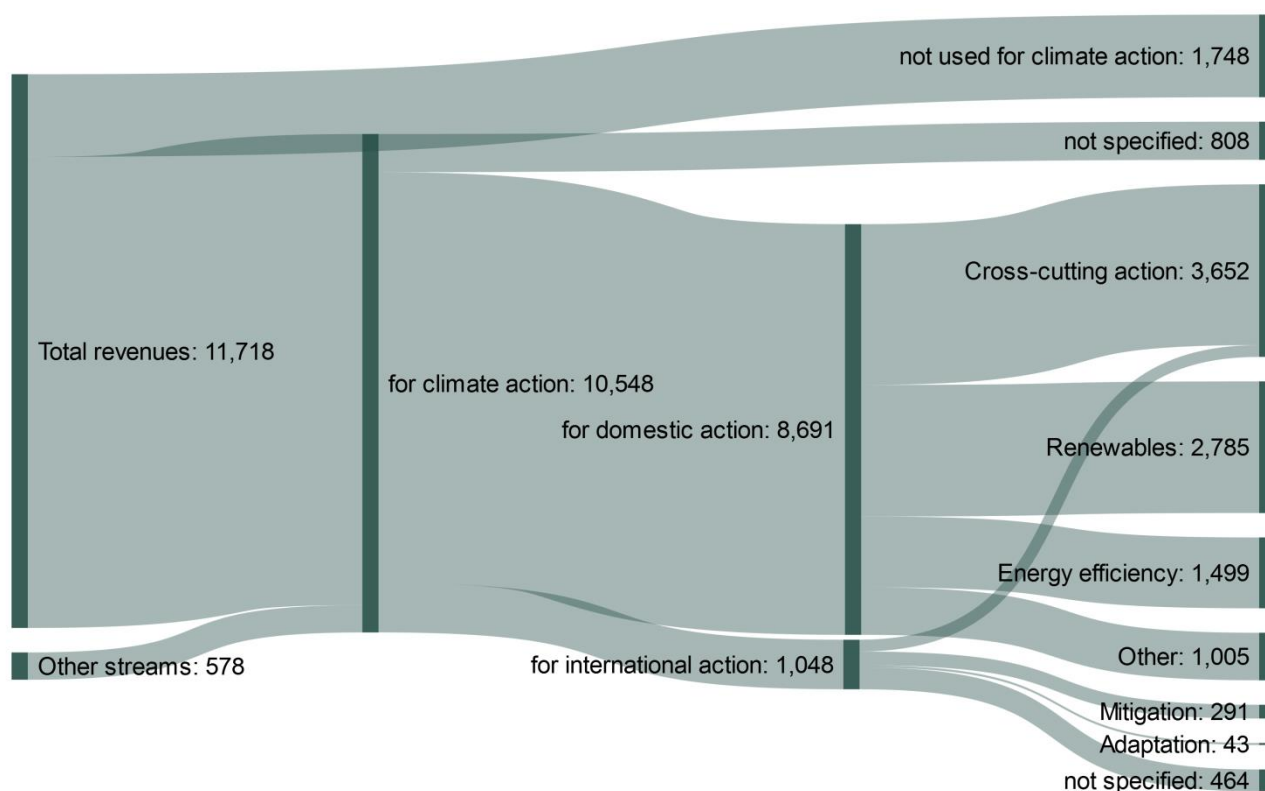 not used for climate action: 1,748
not specified: 808
Cross-cutting action: 3,652
Total revenues: 11,718
for climate action: 10,548
for domestic action: 8,691
Renewables: 2,785
Energy efficiency: 1,499
Other streams: 578
for international action: 1,048
Other: 1,005
Mitigation: 291
Adaptation: 43
not specified: 464